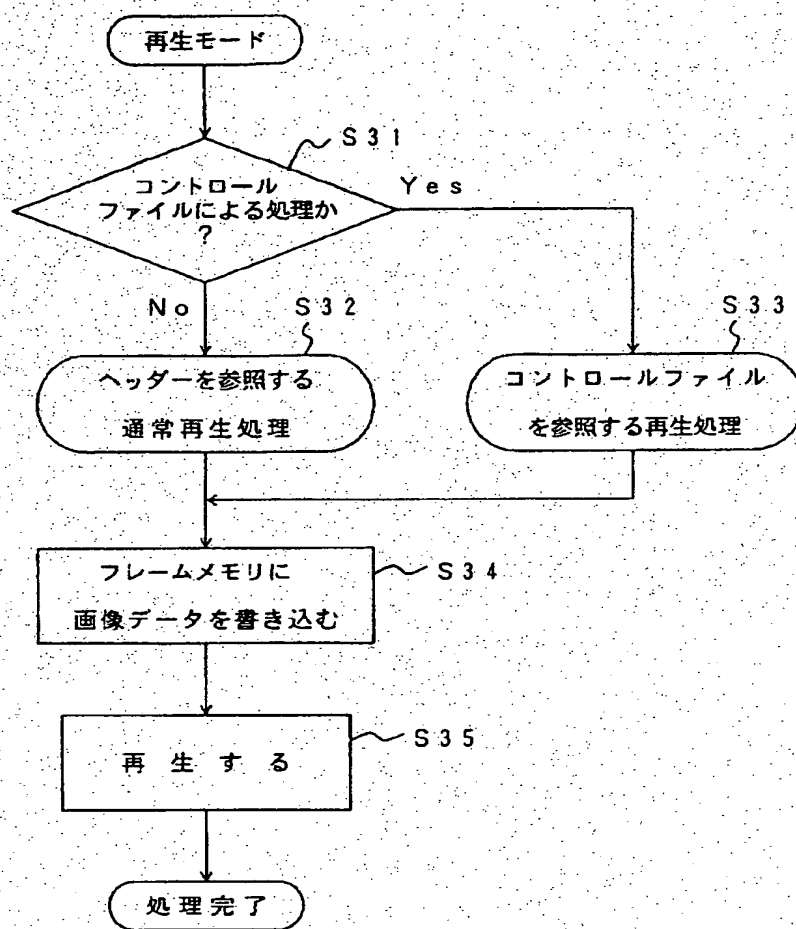 再生モード
S31
コントロール
ファイルによる処理か
?
Yes
No
S32
S33
ヘッダーを参照する
通常再生処理
コントロールファイル
を参照する再生処理
フレームメモリに
S34
画像データを書き込む
再生する
S35
処理完了